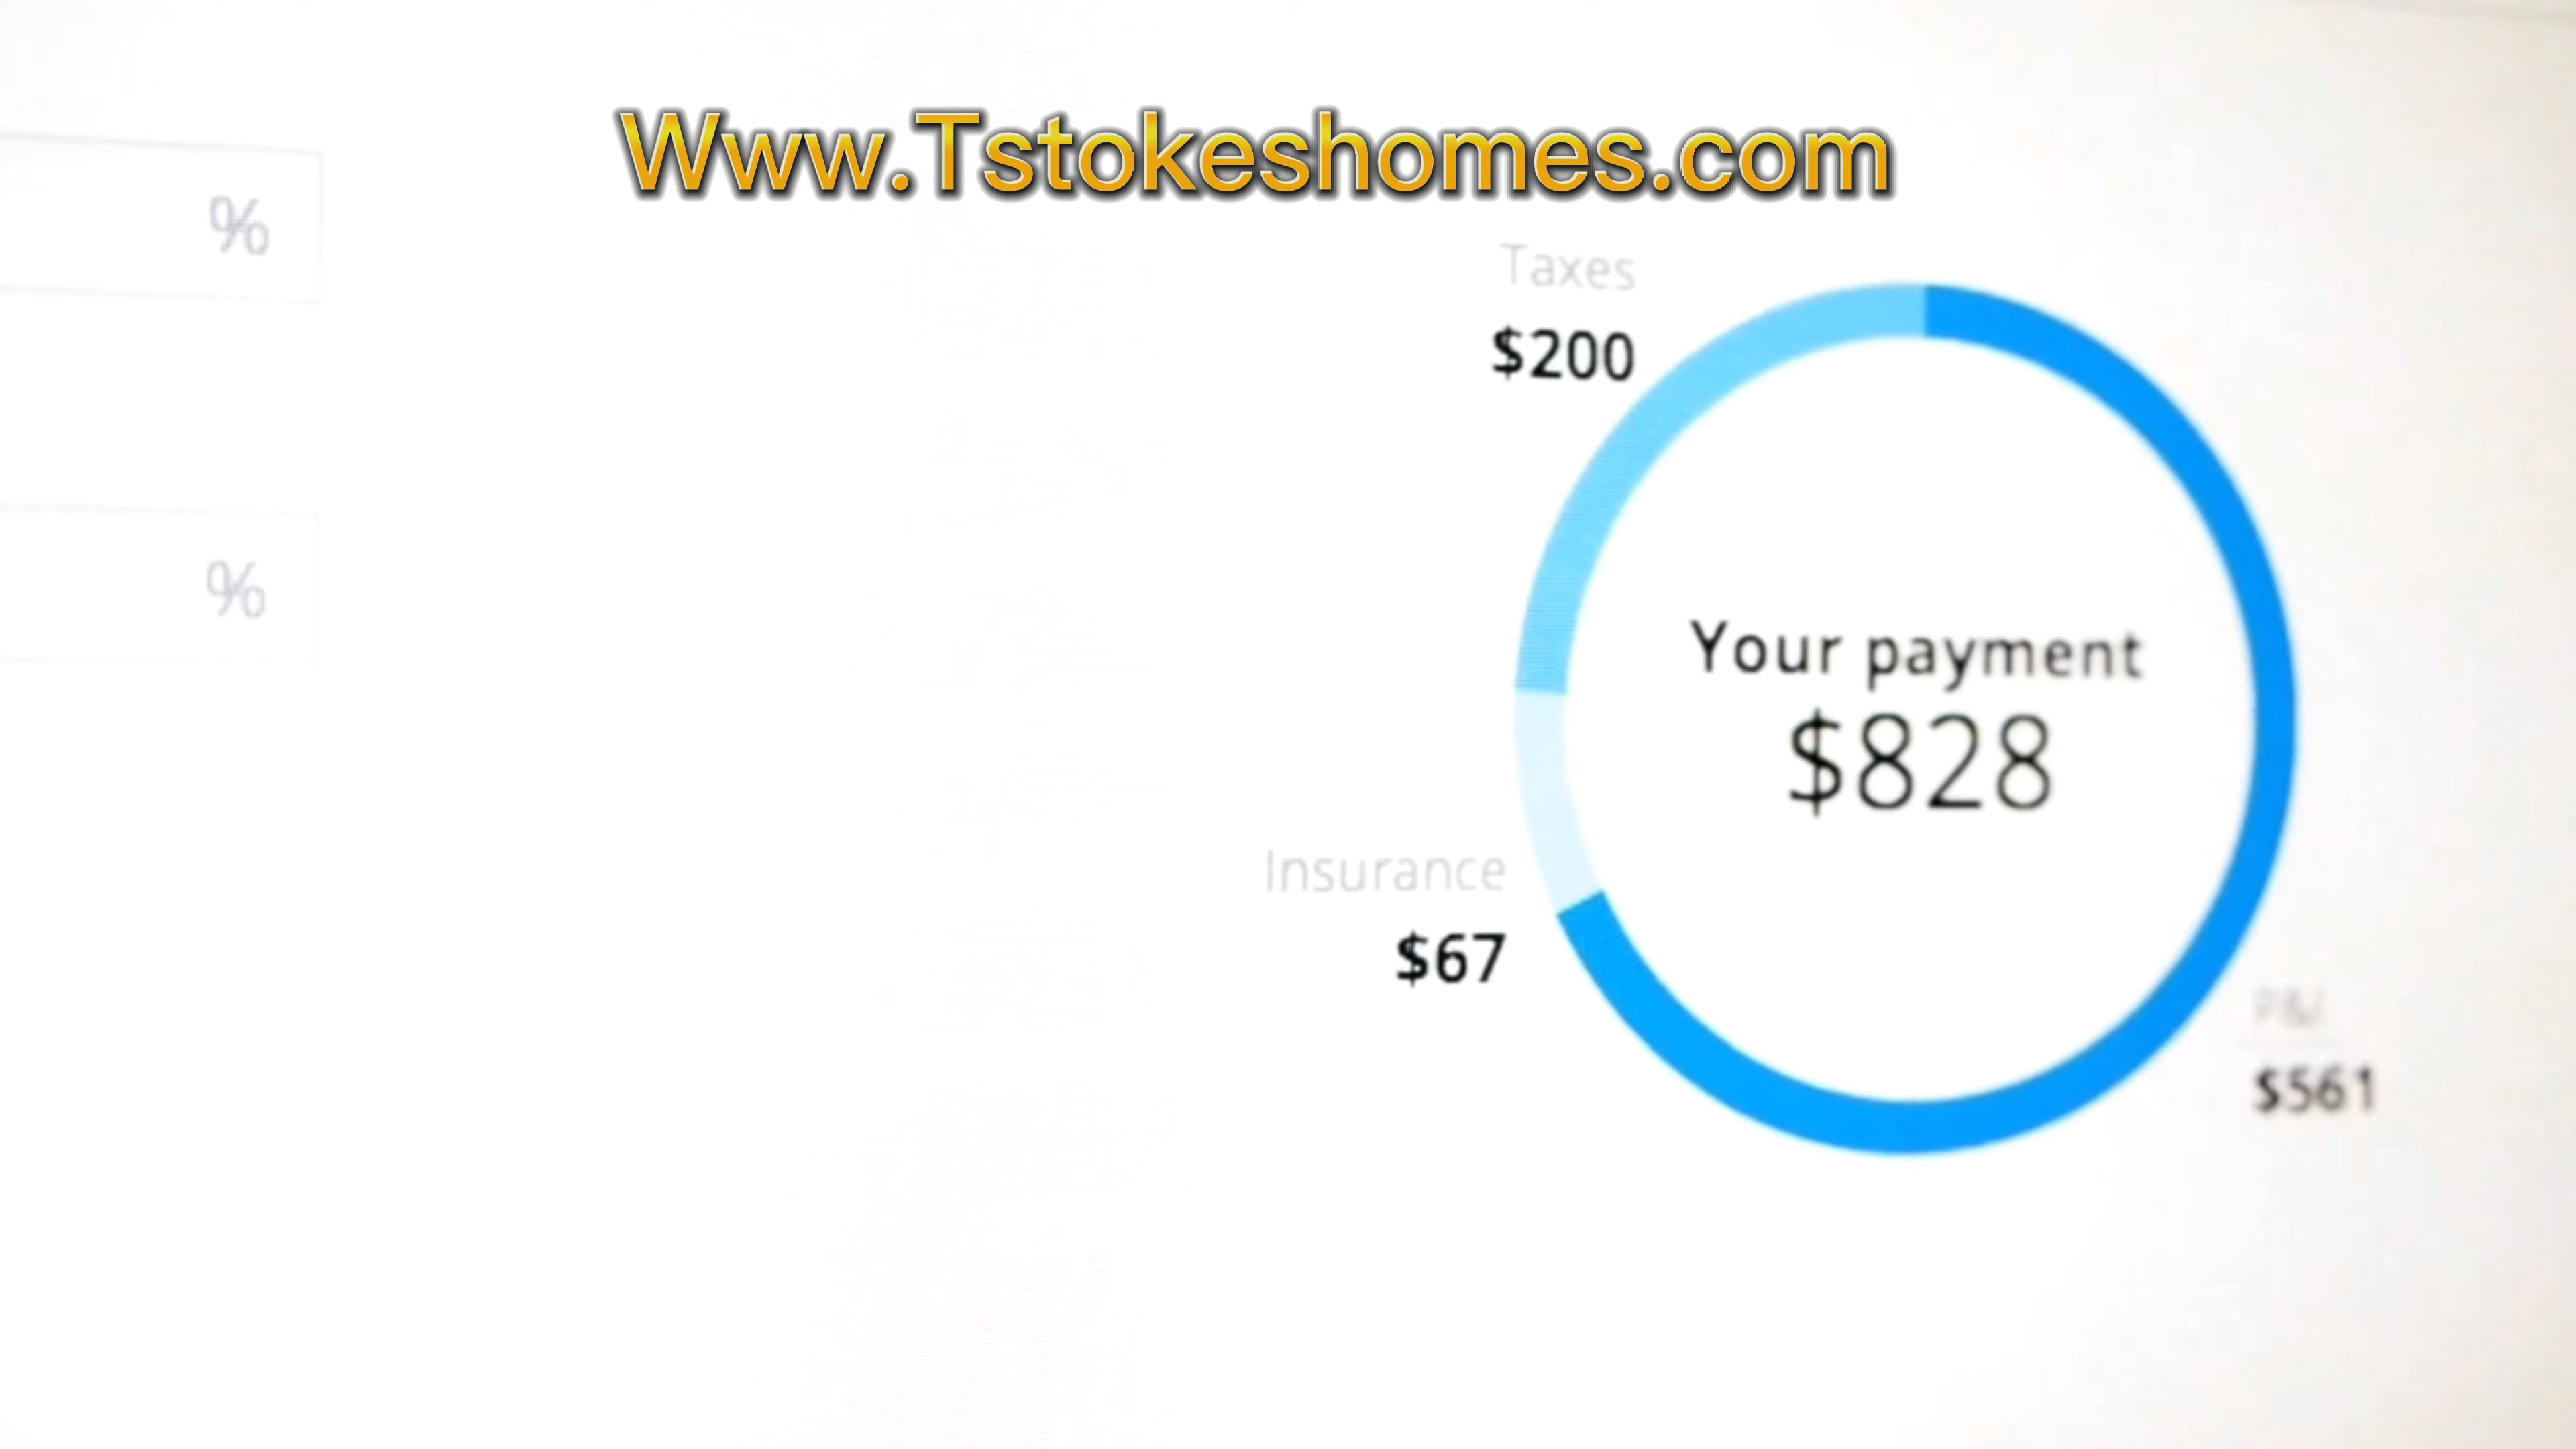 Www.Tstokeshomes.com
%
Taxes
$200
%
Your payment
$828
Insurance
$67
P&I
$561